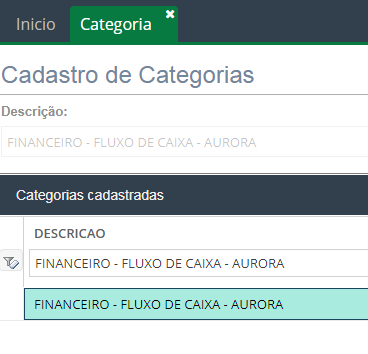 Inicio
Categoria
Cadastro de Categorias
Descrição:
FINANCEIRO - FLUXO DE CAIXA - AURORA
Categorias cadastradas
DESCRICAO
FINANCEIRO - FLUXO DE CAIXA - AURORA
FINANCEIRO - FLUXO DE CAIXA - AURORA